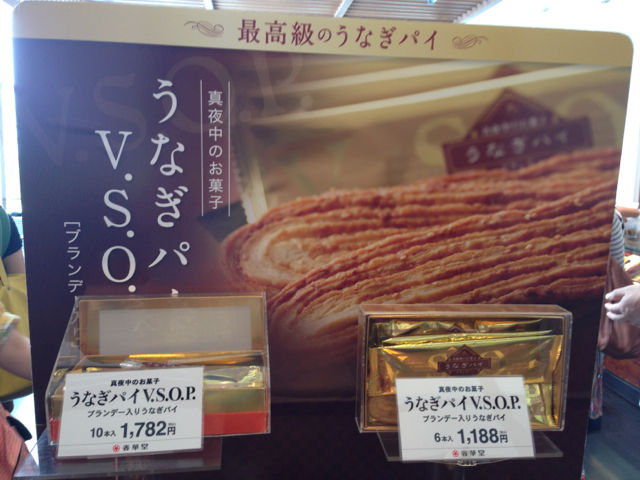 最高級のうなぎパイ
真夜中のお菓子
うなぎパイ
V.S.O.
[ブランデ
うなぎパイ
V.S.O.P.
真夜中のお菓子
うなぎパイV.S.O.P.
ブランデー入りうなぎパイ
10本入 1,782円
春華堂
真夜中のお菓子
うなぎパイV.S.O.P.
ブランデー入りうなぎパイ
6本入 1,188円
春華堂